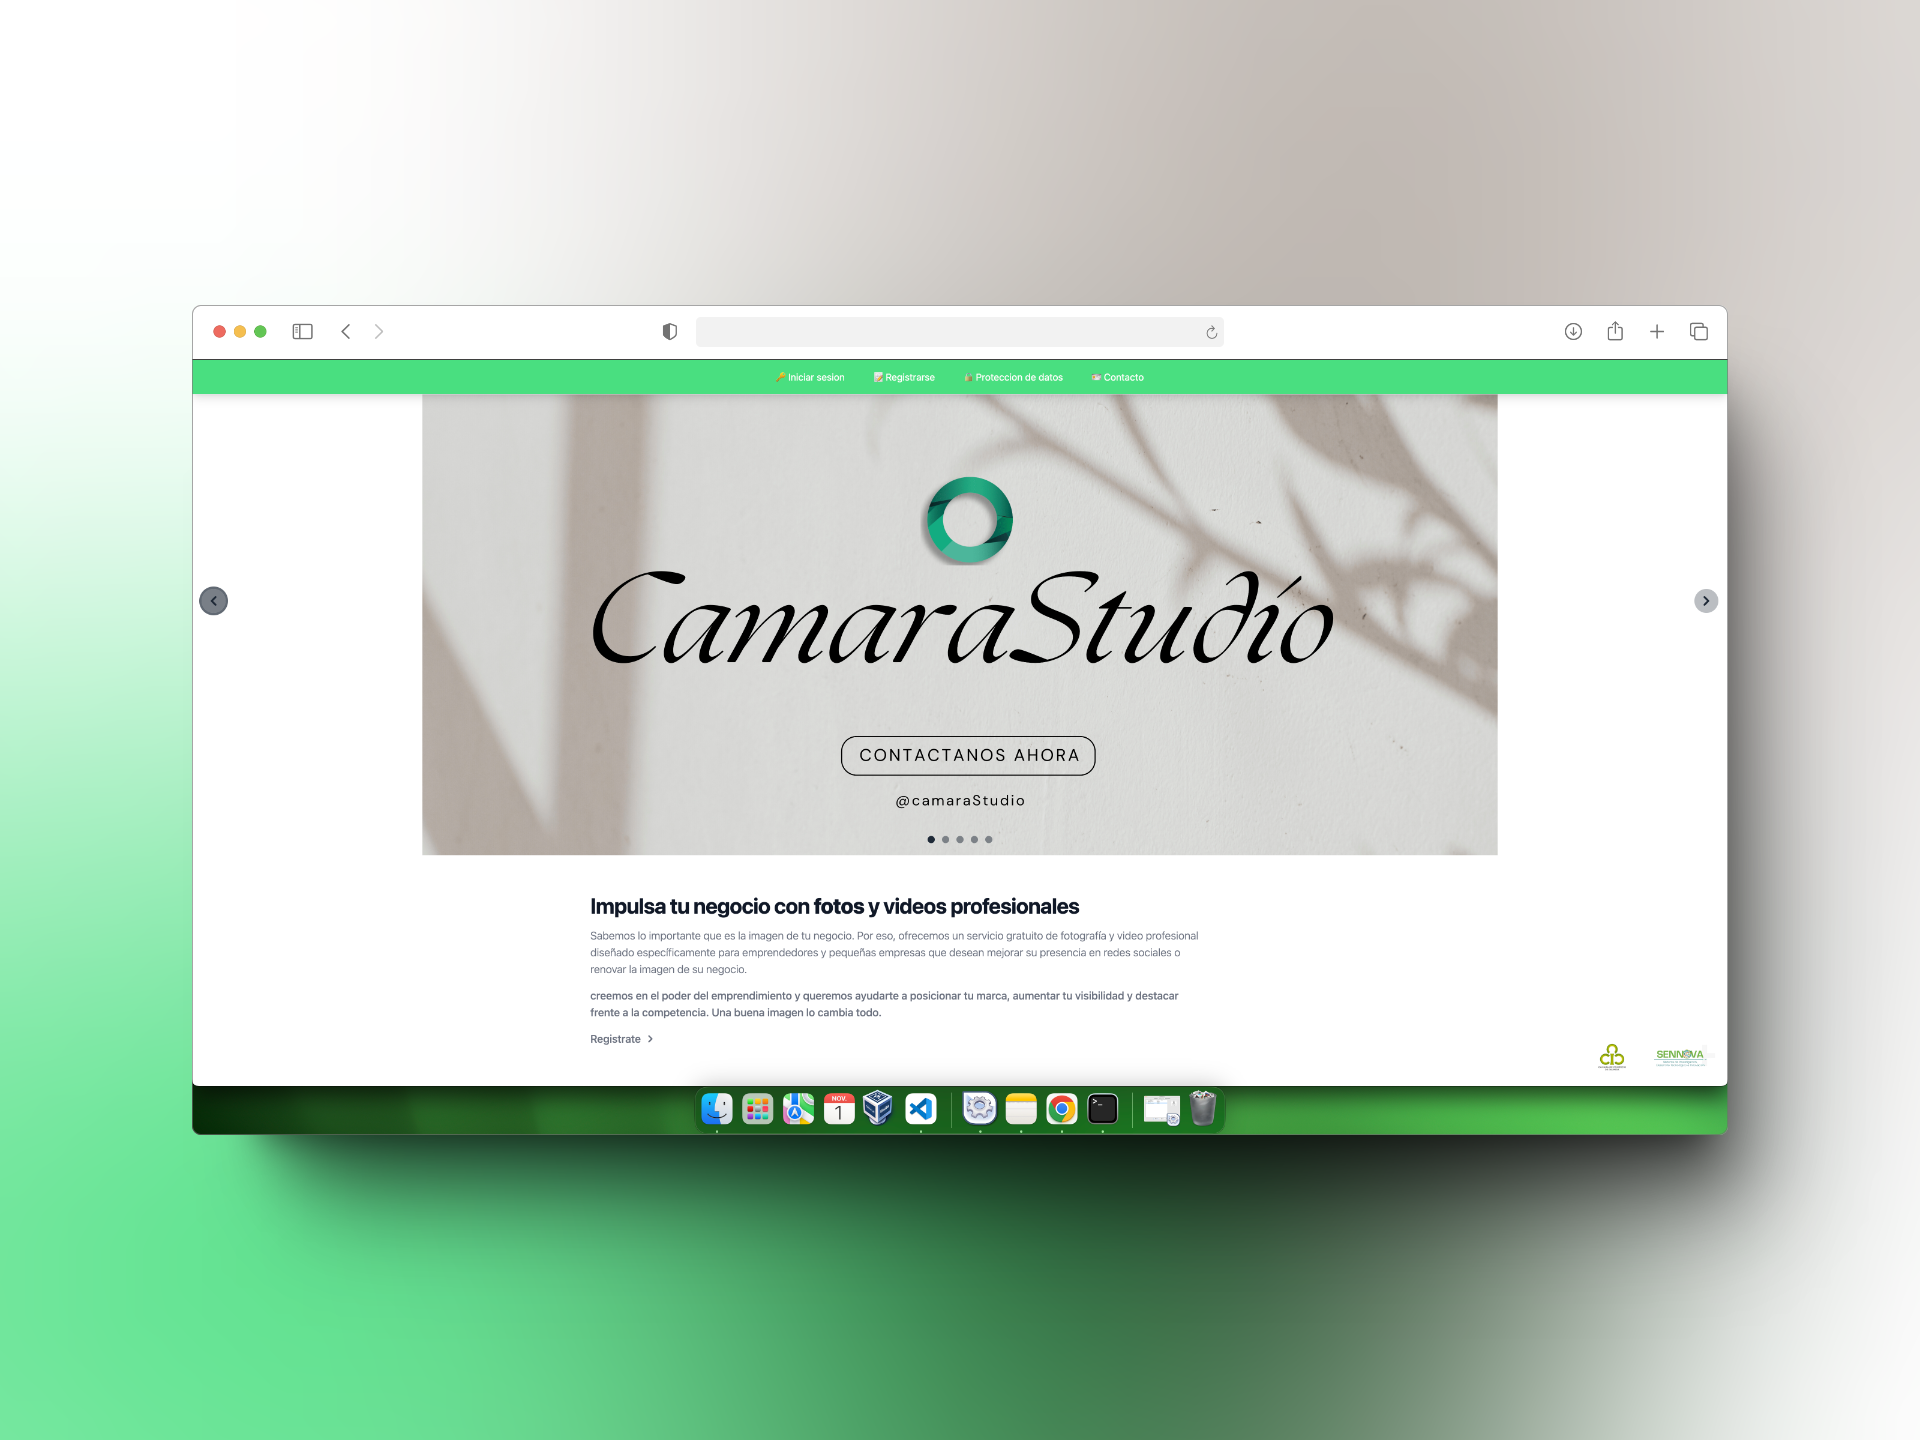 Iniciar sesion Registrarse Proteccion de datos Contacto
CamaraStudio
CONTACTANOS AHORA
@camaraStudio
Impulsa tu negocio con fotos y videos profesionales
Sabemos lo importante que es la imagen de tu negocio. Por eso, ofrecemos un servicio gratuito de fotografía y video profesional
diseñado específicamente para emprendedores y pequeñas empresas que desean mejorar su presencia en redes sociales o
renovar la imagen de su negocio.
creemos en el poder del emprendimiento y queremos ayudarte a posicionar tu marca, aumentar tu visibilidad y destacar
frente a la competencia. Una buena imagen lo cambia todo.
Registrate
SENNOVA
NOV.
1